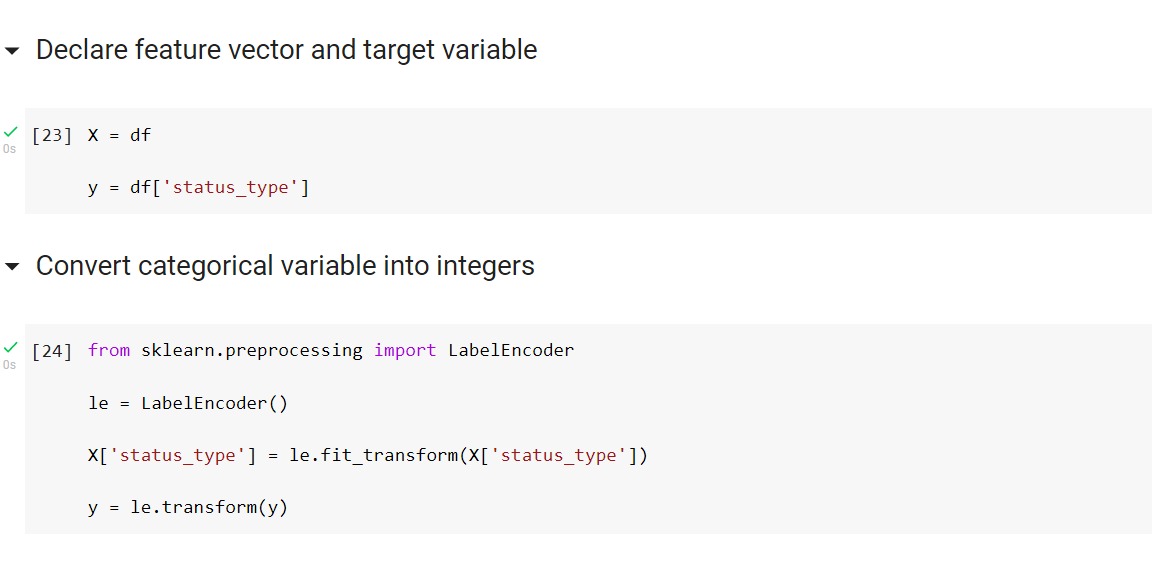 Declare feature vector and target variable
0s
[23] X = df
y = df['status_type']
Convert categorical variable into integers
0s
[24] from sklearn.preprocessing import LabelEncoder
le = LabelEncoder()
X['status_type'] = le.fit_transform(X['status_type'])
y = le.transform(y)